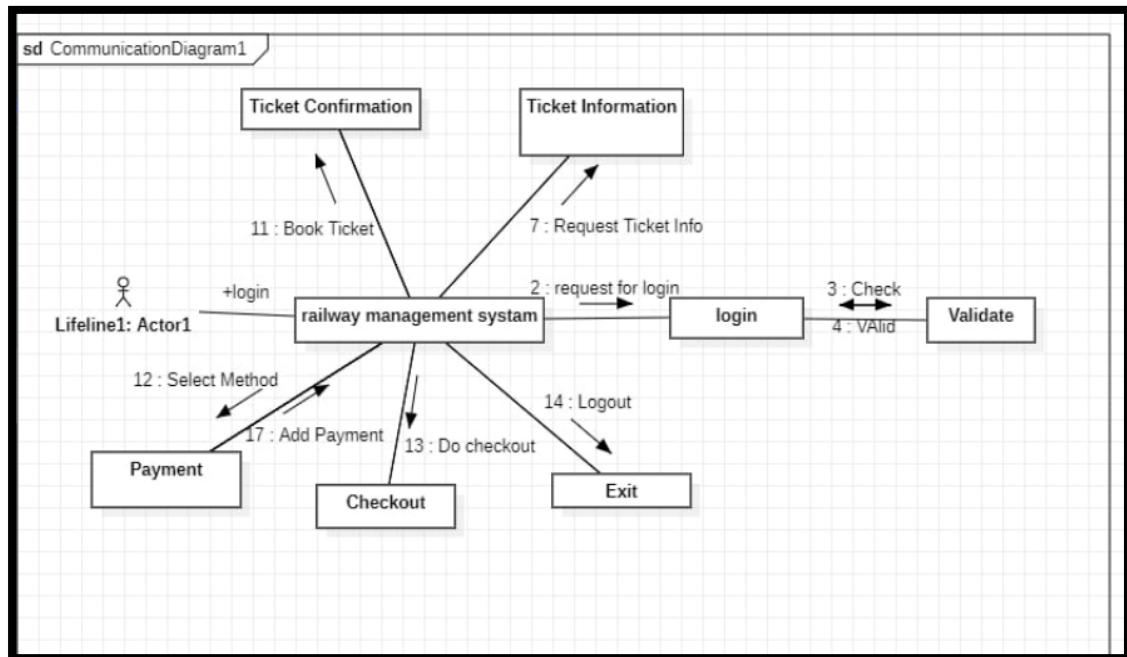 sd CommunicationDiagram1
Ticket Confirmation
Ticket Information
11 : Book Ticket
7 : Request Ticket Info
+login
2 : request for login
3 : Check
Lifeline1: Actor1
railway management systam
login
Validate
4 : VAlid
12 : Select Method
14 : Logout
17 : Add Payment
13 : Do checkout
Payment
Checkout
Exit